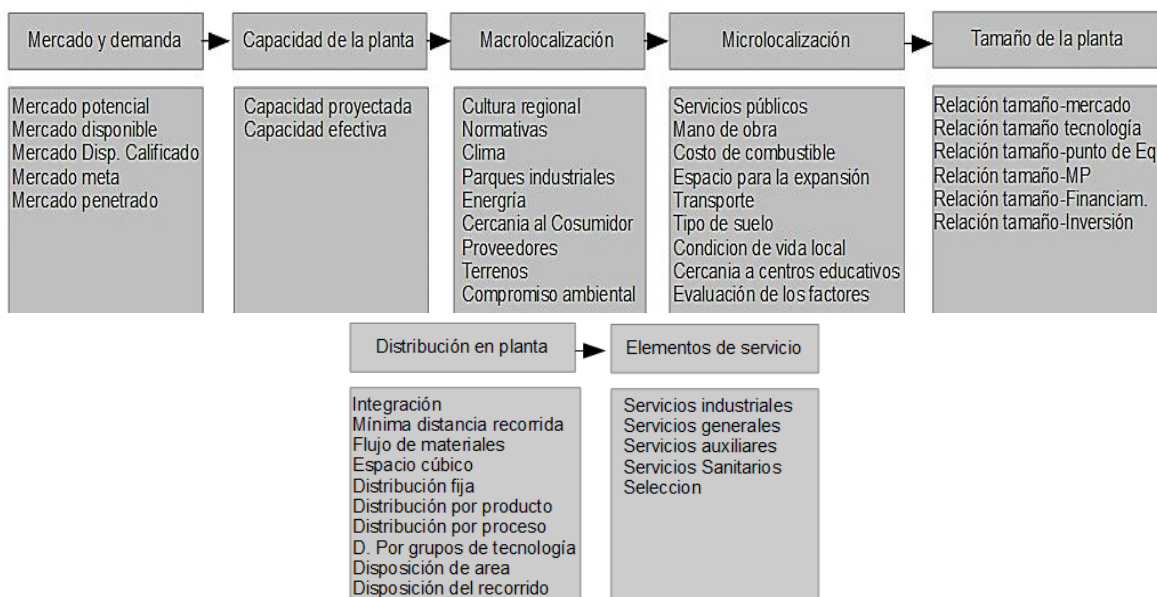 Mercado y demanda
Capacidad de la planta
Macrolocalización
Microlocalización
Tamaño de la planta
Mercado potencial
Mercado disponible
Mercado Disp. Calificado
Mercado meta
Mercado penetrado
Capacidad proyectada
Capacidad efectiva
Cultura regional
Normativas
Clima
Parques industriales
Energía
Cercania al Cosumidor
Proveedores
Terrenos
Compromiso ambiental
Servicios públicos
Mano de obra
Costo de combustible
Espacio para la expansión
Transporte
Tipo de suelo
Condicion de vida local
Cercania a centros educativos
Evaluación de los factores
Relación tamaño-mercado
Relación tamaño tecnología
Relación tamaño-punto de Eq
Relación tamaño-MP
Relación tamaño-Financiam.
Relación tamaño-Inversión
Distribución en planta
Elementos de servicio
Integración
Mínima distancia recorrida
Flujo de materiales
Espacio cúbico
Distribución fija
Distribución por producto
Distribución por proceso
D. Por grupos de tecnología
Disposición de area
Disposición del recorrido
Servicios industriales
Servicios generales
Servicios auxiliares
Servicios Sanitarios
Seleccion